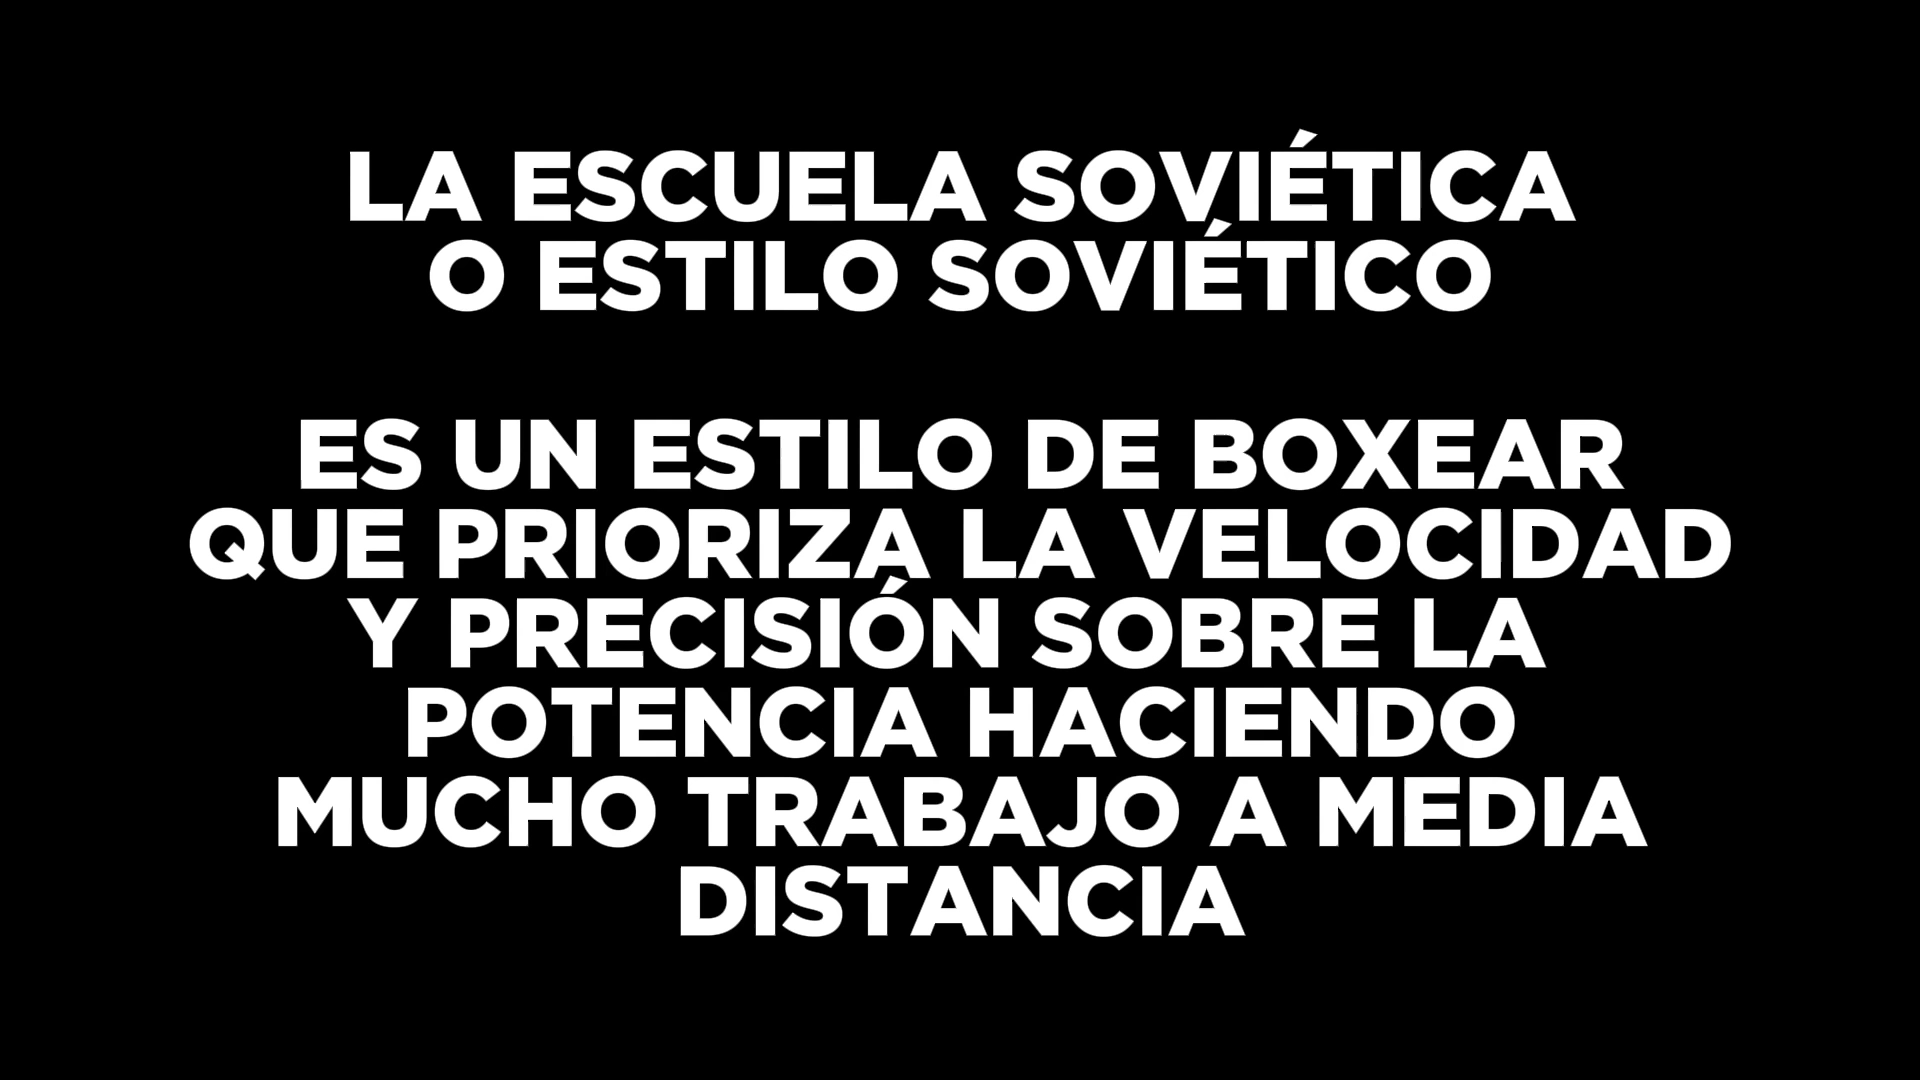 LA ESCUELA SOVIÉTICA
O ESTILO SOVIÉTICO
ES UN ESTILO DE BOXEAR
QUE PRIORIZA LA VELOCIDAD
Y PRECISIÓN SOBRE LA
POTENCIA HACIENDO
MUCHO TRABAJO A MEDIA
DISTANCIA